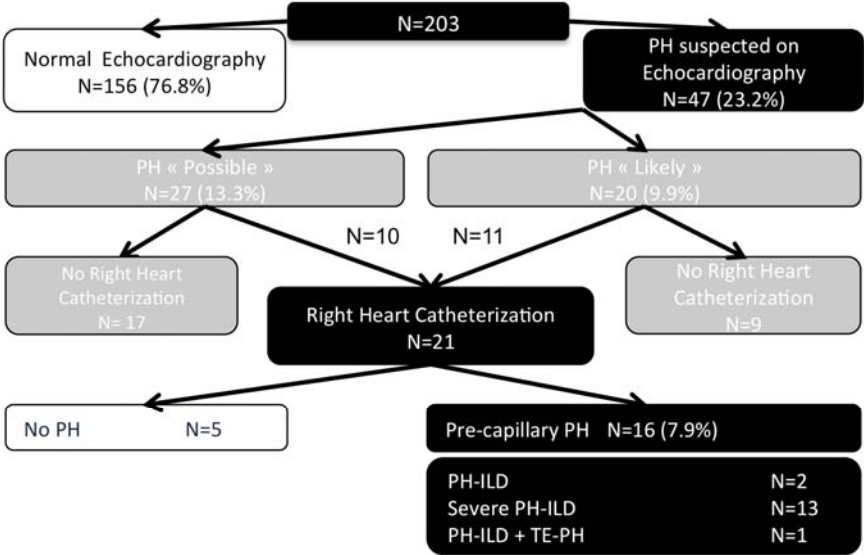 N=203
Normal Echocardiography
N=156 (76.8%)
PH suspected on
Echocardiography
N=47 (23.2%)
PH « Possible »
N=27 (13.3%)
PH « Likely »
N=20 (9.9%)
N=10
N=11
No Right Heart
Catheterization
N= 17
No Right Heart
Catheterization
N=9
Right Heart Catheterization
N=21
No PH N=5
Pre-capillary PH N=16 (7.9%)
PH-ILD N=2
Severe PH-ILD N=13
PH-ILD + TE-PH N=1